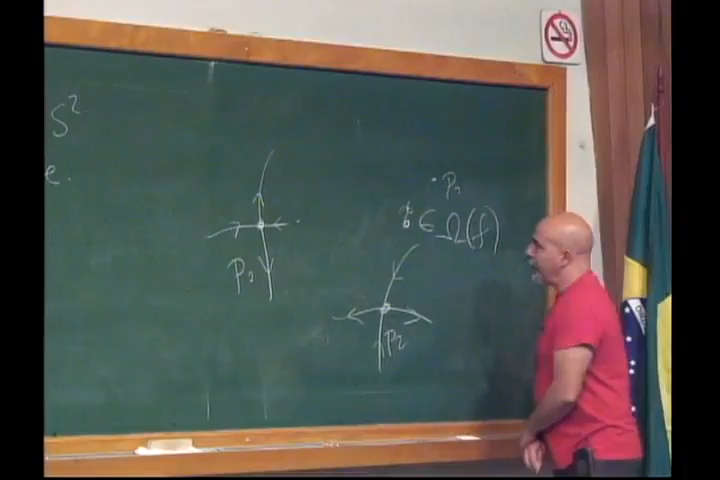 S²
e.
P₁
∈ Ω(f)
P₃
P₂